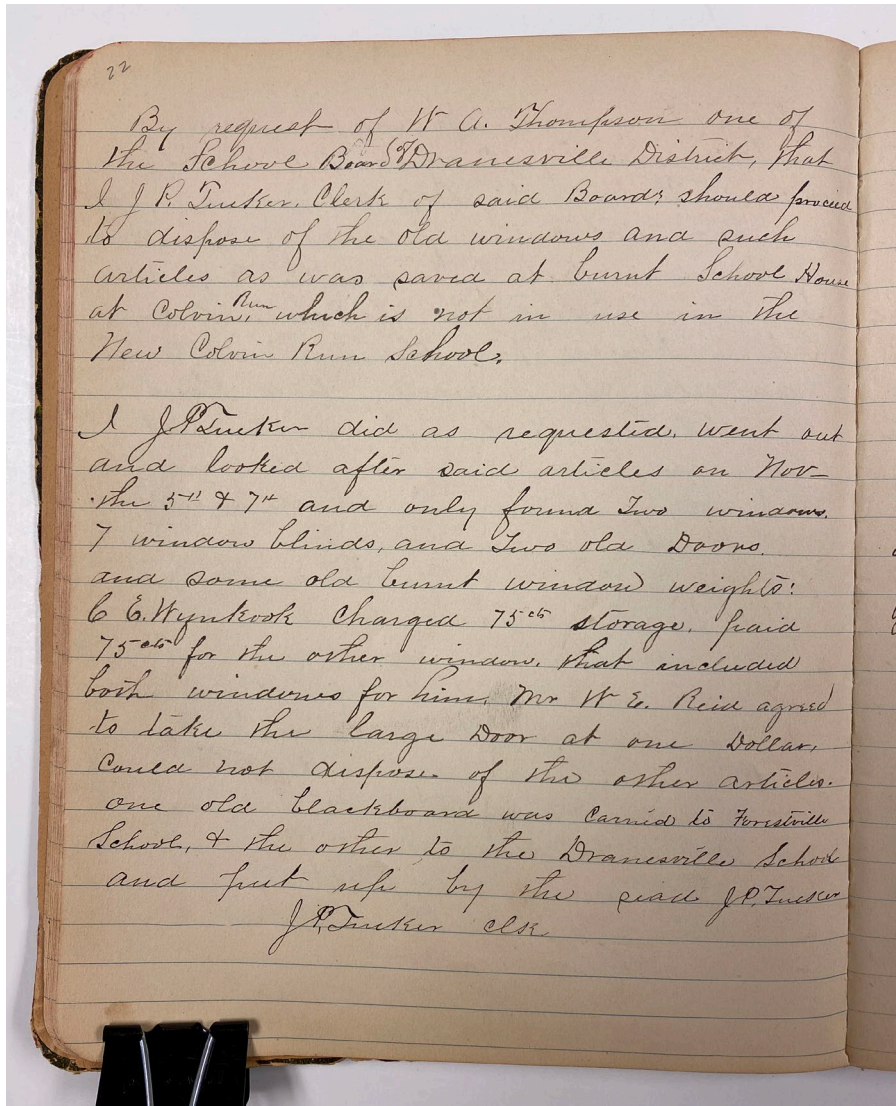 22
By request of W A. Thompson one of
the School Board of Dranesville District, that
I J P. Tucker. Clerk of said Board; should proceed
to dispose of the old windows and such
articles as was saved at burnt School House
at Colvin Run, which is not in use in the
New Colvin Run School.
I J.P. Tucker did as requested, went out
and looked after said articles on Nov-
the 5th & 7th and only found Two windows.
7 window blinds, and Two old Doors.
and some old burnt window weights:
C E. Wynkook Charged 75 cts storage, paid
75 cts for the other window, that included
both windows for him, Mr W E. Reid agreed
to take the large Door at one Dollar,
Could not dispose of the other articles.
one old blackboard was Carried to Forestville
School, & the other to the Dranesville School
and put up by the siad J.P. Tucker
J.P. Tucker clk